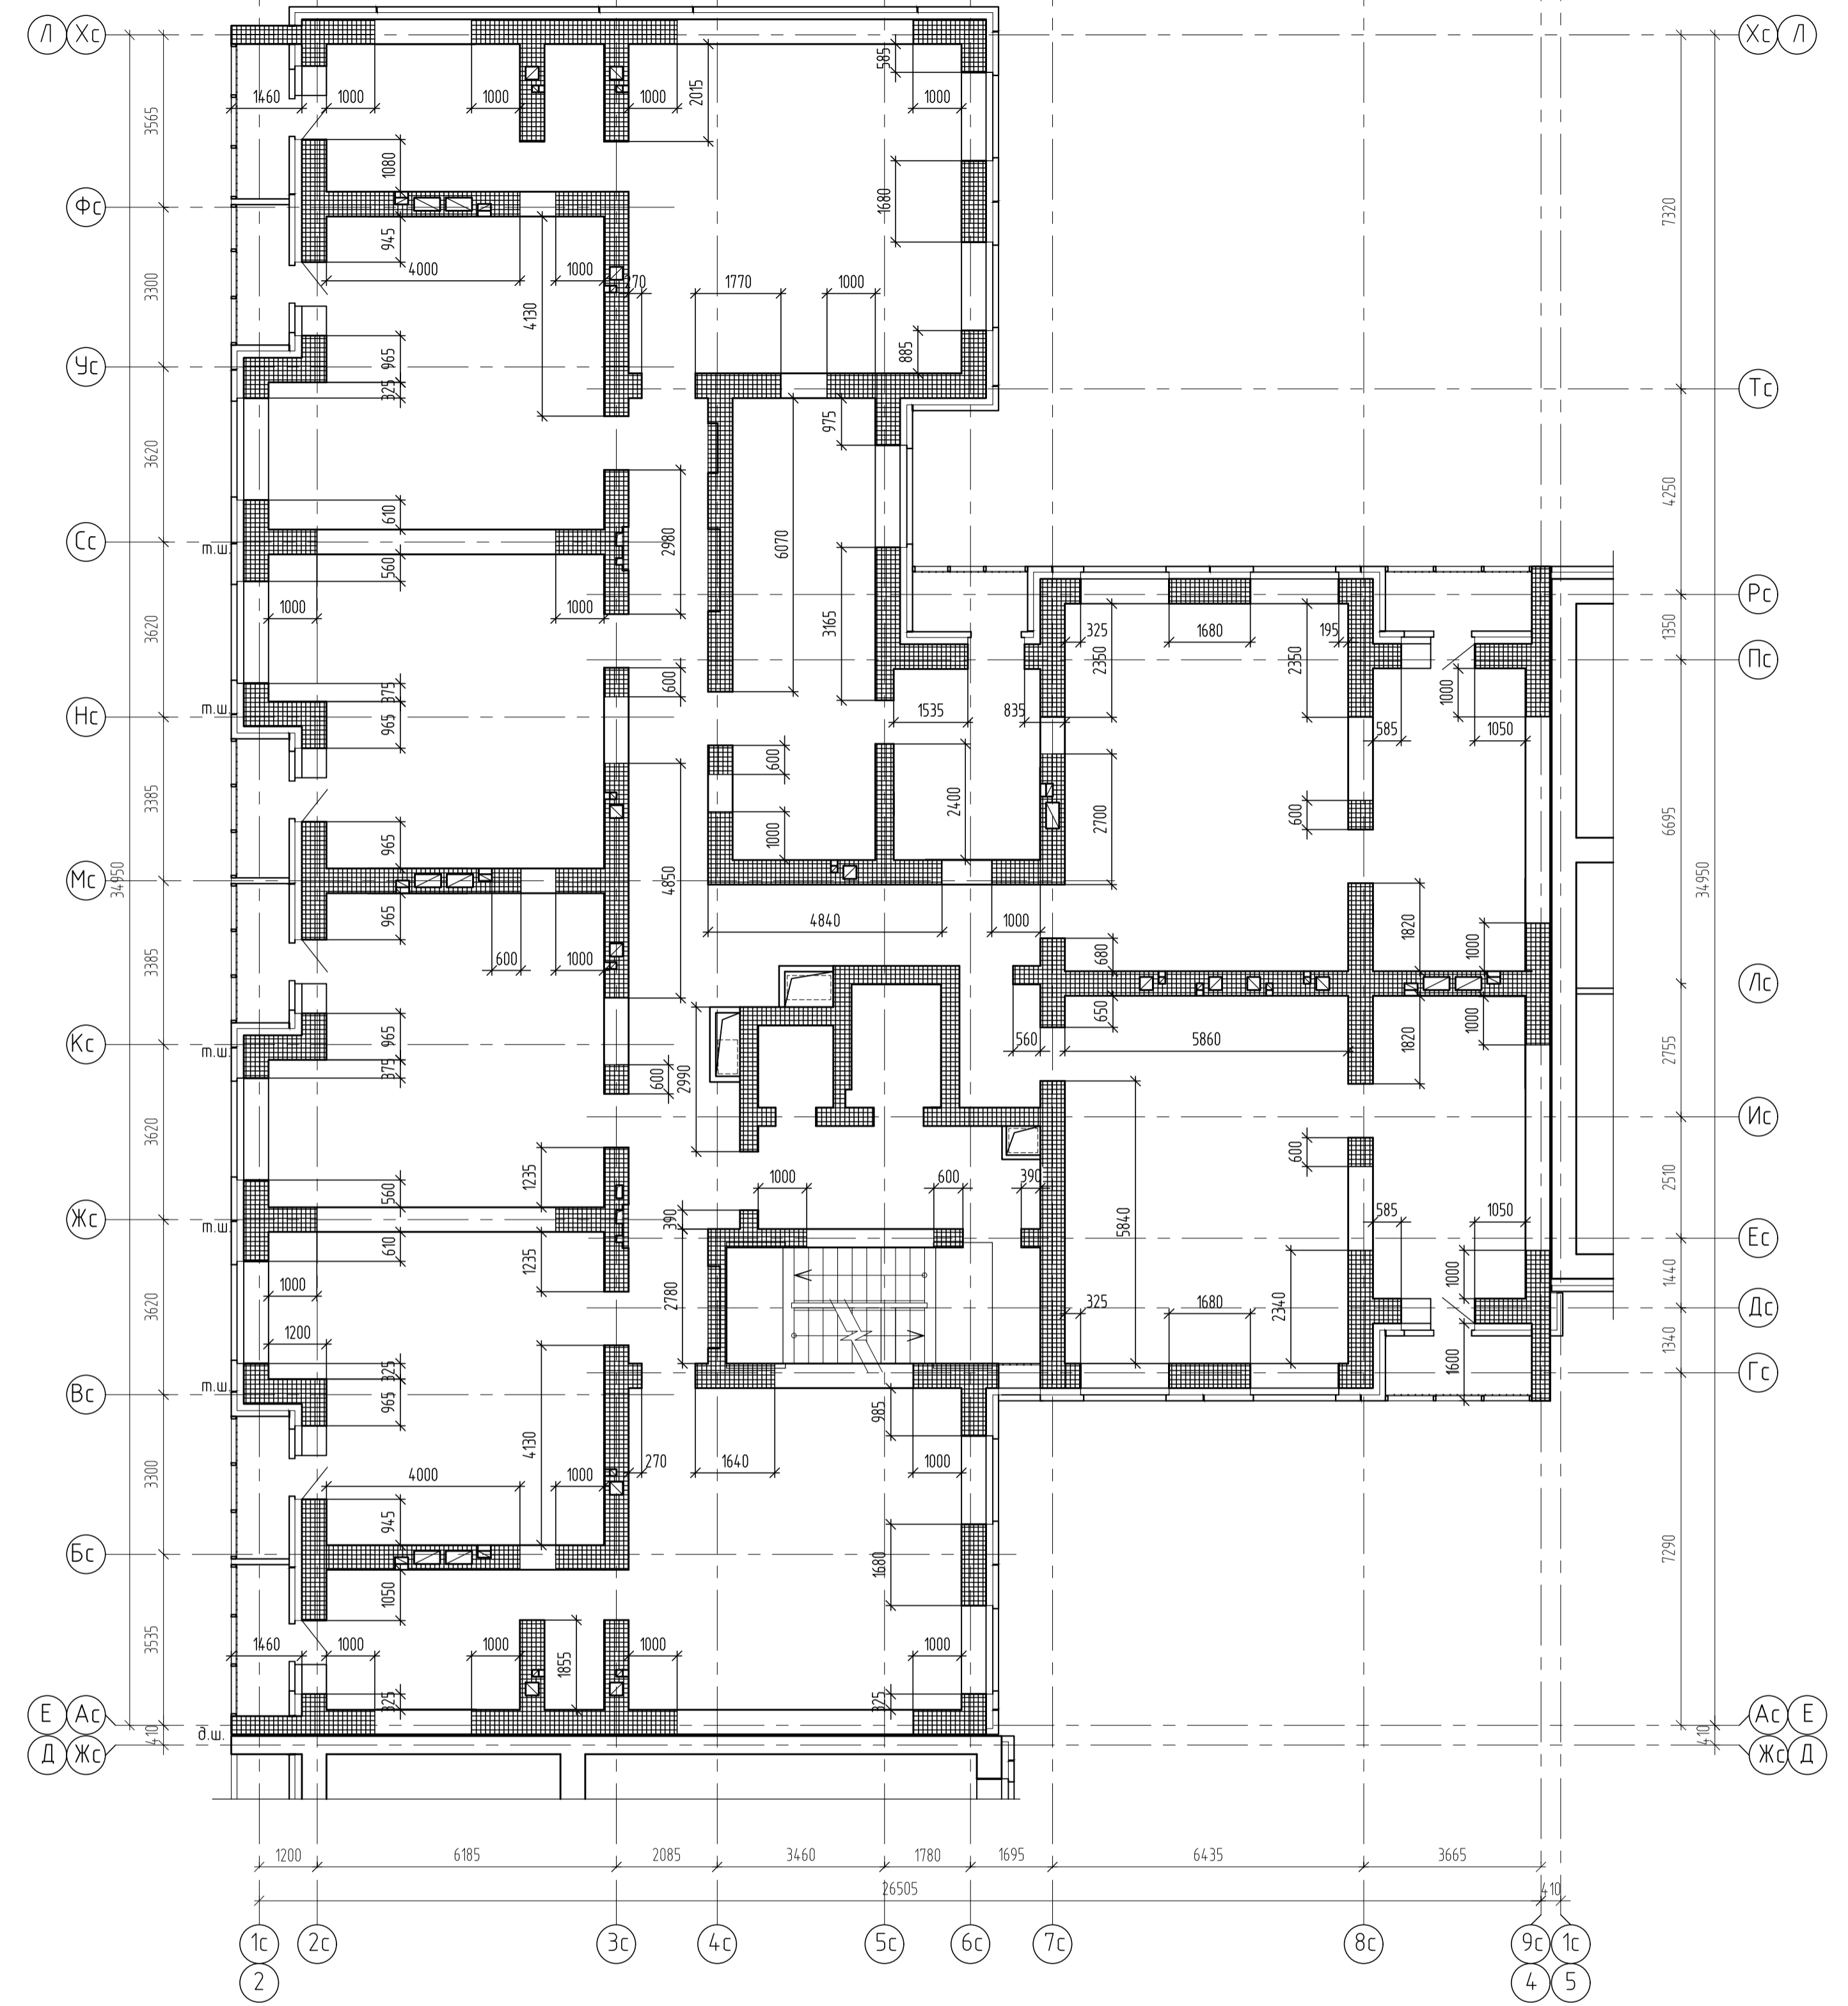 Л Хс Хс Л
585
1460 1000 1000 1000 2015 1000
3565
1080
1680
Фс 7320
945
4000 1000 270 1770 1000
3300 4130
885
965
Ус
325 Тс
975
3620
610 4250
Сс 2980 6070
т.ш.
560
Рс
1000 1000 3165 325 1680 195
3620 2350 2350 1350
Пс
600 1000
375
т.ш. 1535 835
Нс 965 585 1050
600
2400
3385 600
1000 2700 6695
965
34950 34950
Мс 4850
965 4840 1000 1820
680 1000
3385 600 1000
Лс
650 1000
965 560 5860 1820
Кс
т.ш. 375 2755
600 2990
Ис
3620 1235 600
1000 600 390
560 2510
390 585 1050
Жс 5840
т.ш. Ес
610 1235
1000 2780 1000 1440
3620 325 1680 2340
Дс
1200
1340
325 1600
т.ш. Гс
Вс 965 985
4130
270 1640 1000
4000 1000
3300
945
Бс 7290
1680
1050
3535 1460 1000 1000 1855 1000 1000
325 325
Е Ас Ас Е
410 д.ш. 410
Д Жс Жс Д
1200 6185 2085 3460 1780 1695 6435 3665
26505 410
1с 2с 3с 4с 5с 6с 7с 8с 9с 1с
2 4 5